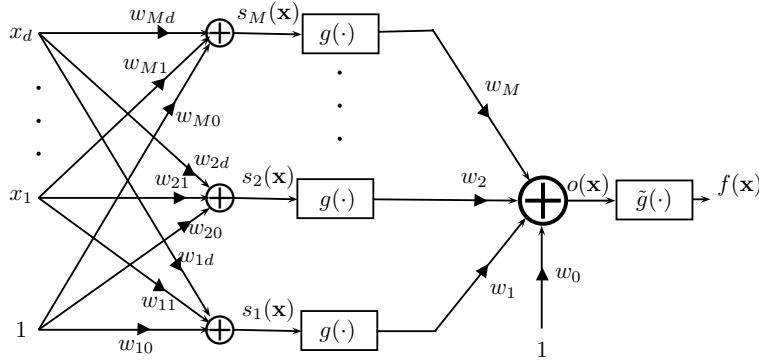 w_{Md}
s_M(x)
g(·)
x_d
w_{M1}
w_{M0}
w_M
w_{2d}
x_1
w_{21}
s_2(x)
g(·)
w_2
o(x)
g̃(·)
f(x)
w_{20}
w_{1d}
w_{11}
s_1(x)
g(·)
w_1
w_0
1
w_{10}
1